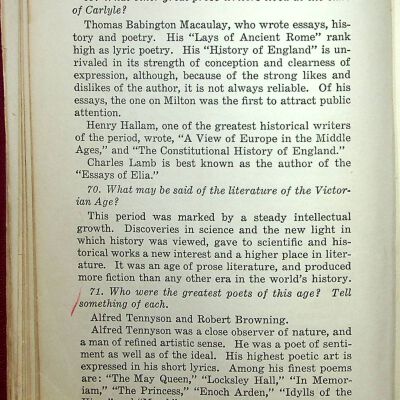 of Carlyle?
Thomas Babington Macaulay, who wrote essays, his-
tory and poetry. His "Lays of Ancient Rome" rank
high as lyric poetry. His "History of England" is un-
rivaled in its strength of conception and clearness of
expression, although, because of the strong likes and
dislikes of the author, it is not always reliable. Of his
essays, the one on Milton was the first to attract public
attention.
Henry Hallam, one of the greatest historical writers
of the period, wrote, "A View of Europe in the Middle
Ages," and "The Constitutional History of England."
Charles Lamb is best known as the author of the
"Essays of Elia."
70. What may be said of the literature of the Victor-
ian Age?
This period was marked by a steady intellectual
growth. Discoveries in science and the new light in
which history was viewed, gave to scientific and his-
torical works a new interest and a higher place in liter-
ature. It was an age of prose literature, and produced
more fiction than any other era in the world's history.
71. Who were the greatest poets of this age? Tell
something of each.
Alfred Tennyson and Robert Browning.
Alfred Tennyson was a close observer of nature, and
a man of refined artistic sense. He was a poet of senti-
ment as well as of the ideal. His highest poetic art is
expressed in his short lyrics. Among his finest poems
are: "The May Queen," "Locksley Hall," "In Memor-
iam," "The Princess," "Enoch Arden," "Idylls of the